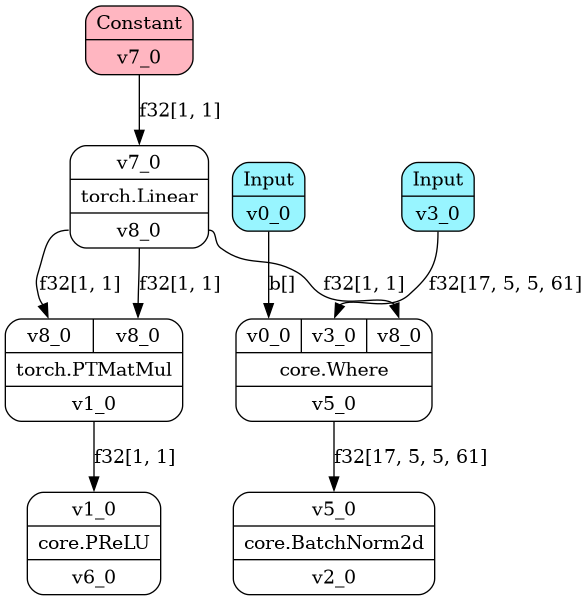 Constant
v7_0
f32[1, 1]
v7_0
torch.Linear
v8_0
Input
v0_0
Input
v3_0
f32[1, 1]
f32[1, 1]
b[]
f32[1, 1]
f32[17, 5, 5, 61]
v8_0 v8_0
torch.PTMatMul
v1_0
v0_0 v3_0 v8_0
core.Where
v5_0
f32[1, 1]
f32[17, 5, 5, 61]
v1_0
core.PReLU
v6_0
v5_0
core.BatchNorm2d
v2_0